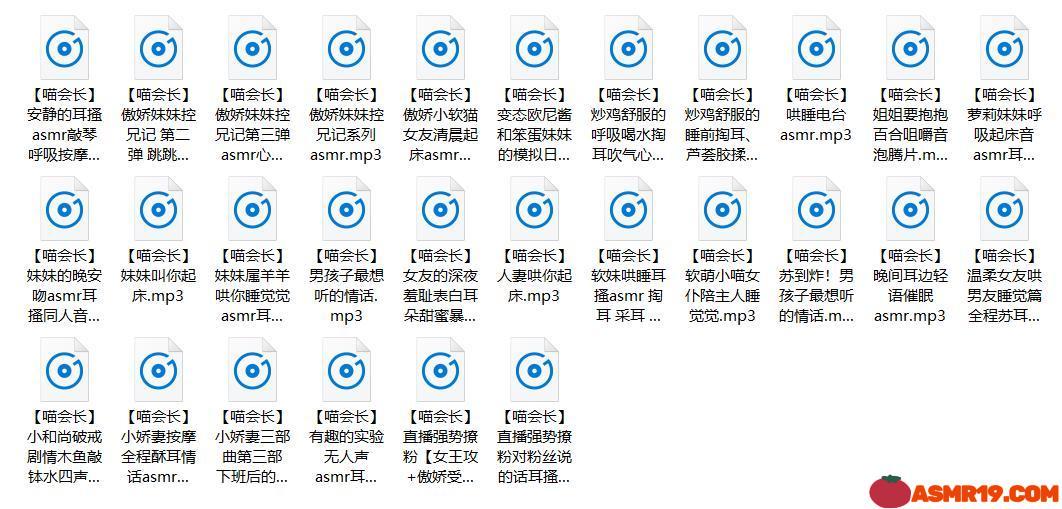 【喵会长】
安静的耳搔
asmr敲琴
呼吸按摩...
【喵会长】
傲娇妹妹控
兄记 第二
弹 跳跳...
【喵会长】
傲娇妹妹控
兄记第三弹
asmr心...
【喵会长】
傲娇妹妹控
兄记系列
asmr.mp3
【喵会长】
傲娇小软猫
女友清晨起
床asmr...
【喵会长】
变态欧尼酱
和笨蛋妹妹
的模拟日...
【喵会长】
炒鸡舒服的
呼吸喝水掏
耳吹气心...
【喵会长】
炒鸡舒服的
睡前掏耳、
芦荟胶揉...
【喵会长】
哄睡电台
asmr.mp3
【喵会长】
姐姐要抱抱
百合咀嚼音
泡腾片.m...
【喵会长】
萝莉妹妹呼
吸起床音
asmr耳...
【喵会长】
妹妹的晚安
吻asmr耳
搔同人音...
【喵会长】
妹妹叫你起
床.mp3
【喵会长】
妹妹属羊羊
哄你睡觉觉
asmr耳...
【喵会长】
男孩子最想
听的情话.
mp3
【喵会长】
女友的深夜
羞耻表白耳
朵甜蜜暴...
【喵会长】
人妻哄你起
床.mp3
【喵会长】
软妹哄睡耳
搔asmr 掏
耳 采耳 ...
【喵会长】
软萌小喵女
仆陪主人睡
觉觉.mp3
【喵会长】
苏到炸！男
孩子最想听
的情话.m...
【喵会长】
晚间耳边轻
语催眠
asmr.mp3
【喵会长】
温柔女友哄
男友睡觉篇
全程苏耳...
【喵会长】
小和尚破戒
剧情木鱼敲
钵水四声...
【喵会长】
小娇妻按摩
全程酥耳情
话asmr...
【喵会长】
小娇妻三部
曲第三部
下班后的...
【喵会长】
有趣的实验
无人声
asmr耳...
【喵会长】
直播强势撩
粉【女王攻
+傲娇受...
【喵会长】
直播强势撩
粉对粉丝说
的话耳搔...
ASMR19.COM